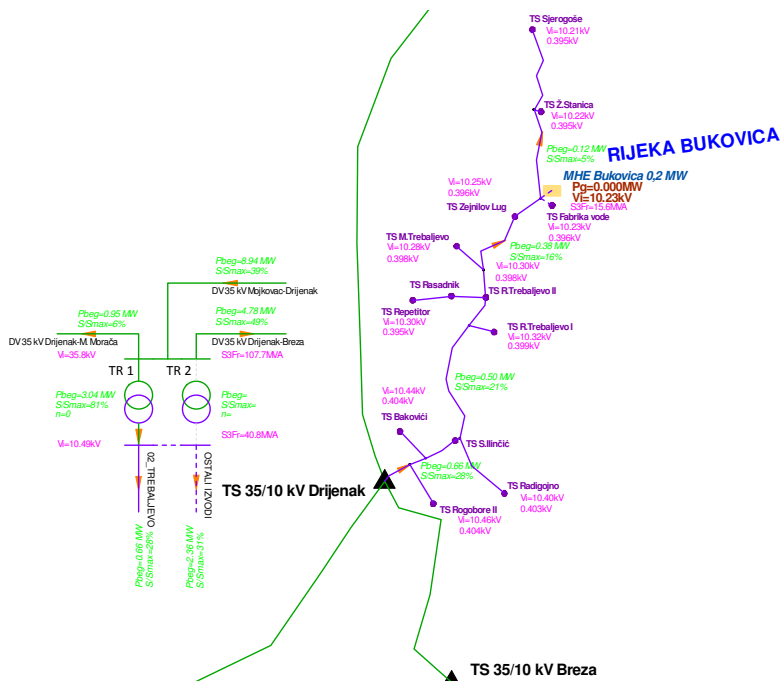 TS Sjerogoše
Vi=10.21kV
0.395kV
TS Ž.Stanica
Vi=10.22kV
0.395kV
Pbeg=0.12 MW
S/Smax=5%
RIJEKA BUKOVICA
MHE Bukovica 0,2 MW
Pg=0.000MW
Vi=10.23kV
S3Fr=15.6MVA
Vi=10.25kV
0.396kV
TS Zejnilov Lug
TS Fabrika vode
Vi=10.23kV
0.396kV
TS M.Trebaljevo
Vi=10.28kV
0.398kV
Pbeg=0.38 MW
S/Smax=16%
Vi=10.30kV
0.398kV
TS Rasadnik
TS R.Trebaljevo II
TS Repetitor
Vi=10.30kV
0.395kV
TS R.Trebaljevo I
Vi=10.32kV
0.399kV
Pbeg=0.50 MW
S/Smax=21%
Vi=10.44kV
0.404kV
TS Bakovići
TS S.Ilinčić
Pbeg=0.66 MW
S/Smax=28%
TS 35/10 kV Drijenak
TS Radigojno
Vi=10.40kV
0.403kV
TS Rogobore II
Vi=10.46kV
0.404kV
TS 35/10 kV Breza
Pbeg=8.94 MW
S/Smax=39%
DV 35 kV Mojkovac-Drijenak
Pbeg=0.95 MW
S/Smax=6%
Pbeg=4.78 MW
S/Smax=49%
DV 35 kV Drijenak-M. Morača
DV 35 kV Drijenak-Breza
Vi=35.8kV
S3Fr=107.7MVA
TR 1
TR 2
Pbeg=3.04 MW
S/Smax=81%
n=0
Pbeg=
S/Smax=
n=
Vi=10.49kV
S3Fr=40.8MVA
02_TREBALJEVO
OSTALI IZVODI
Pbeg=0.66 MW
S/Smax=28%
Pbeg=2.36 MW
S/Smax=31%